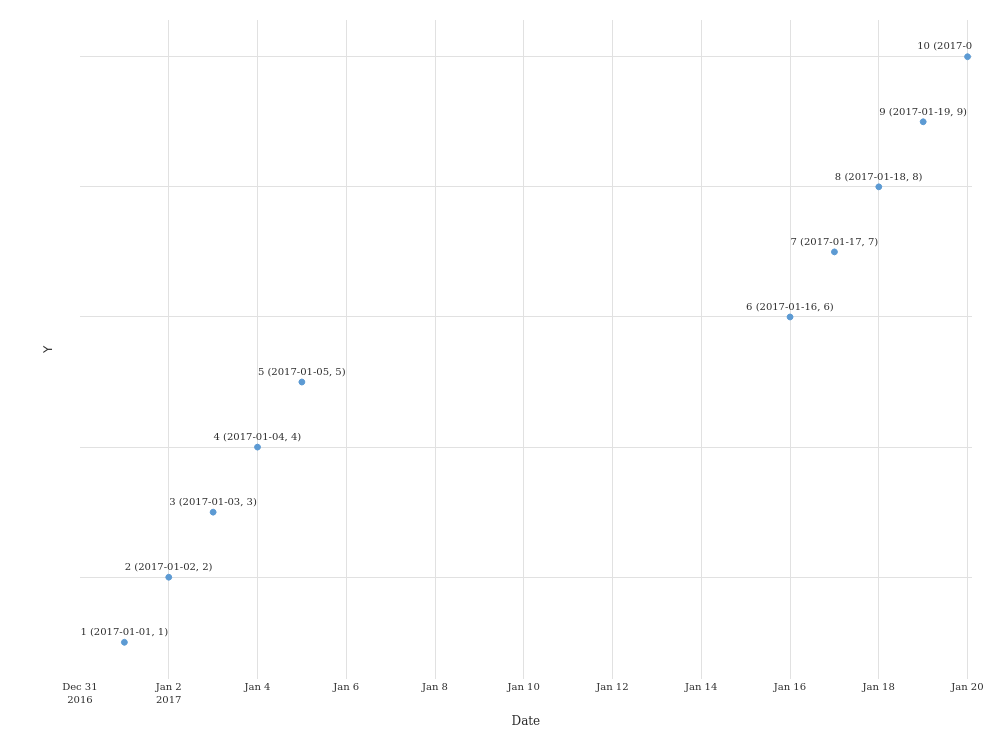 10 (2017-0
9 (2017-01-19, 9)
8 (2017-01-18, 8)
7 (2017-01-17, 7)
6 (2017-01-16, 6)
Y
5 (2017-01-05, 5)
4 (2017-01-04, 4)
3 (2017-01-03, 3)
2 (2017-01-02, 2)
1 (2017-01-01, 1)
Dec 31 Jan 2 Jan 4 Jan 6 Jan 8 Jan 10 Jan 12 Jan 14 Jan 16 Jan 18 Jan 20
2016 2017
Date